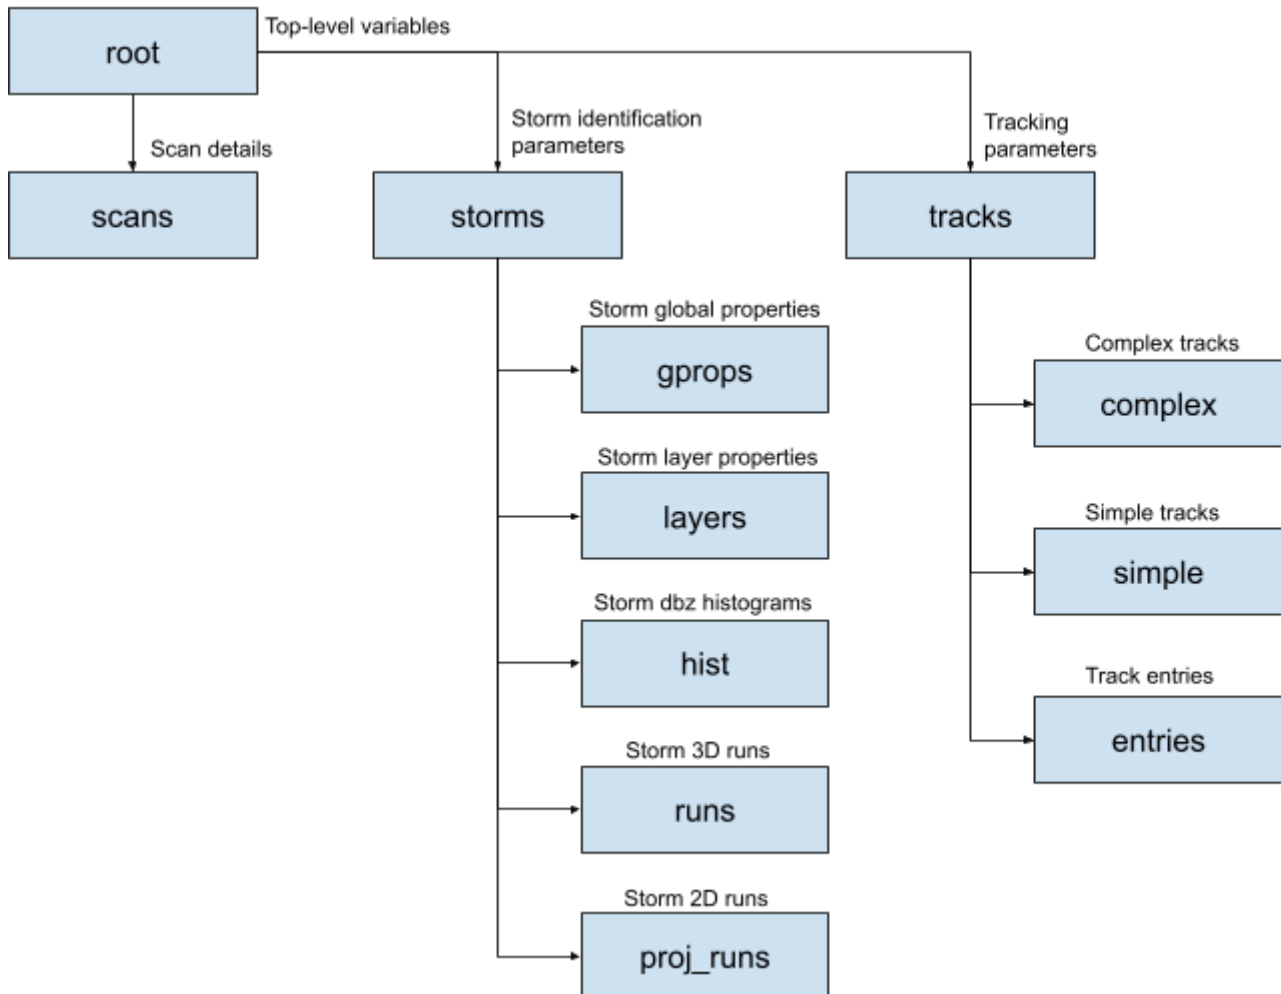 Top-level variables
root
Scan details
Storm identification
parameters
Tracking
parameters
scans
storms
tracks
Storm global properties
gprops
Complex tracks
complex
Storm layer properties
layers
Simple tracks
simple
Storm dbz histograms
hist
Track entries
entries
Storm 3D runs
runs
Storm 2D runs
proj_runs